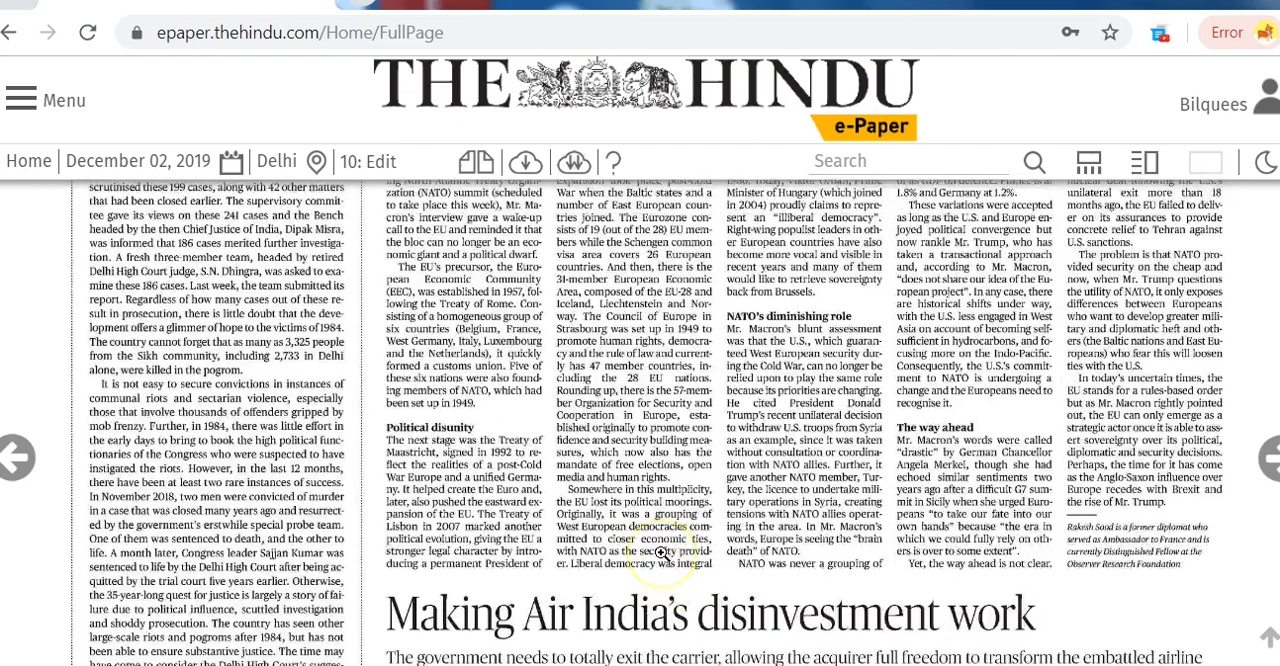 epaper.thehindu.com/Home/FullPage
Error
THE HINDU
e-Paper
Menu
Bilquees
Home
December 02, 2019
Delhi
10: Edit
Search
scrutinised these 199 cases, along with 42 other matters
that had been closed earlier. The supervisory commit-
tee gave its views on these 241 cases and the Bench
headed by the then Chief Justice of India, Dipak Misra,
was informed that 186 cases merited further investiga-
tion. A fresh three-member team, headed by retired
Delhi High Court judge, S.N. Dhingra, was asked to exa-
mine these 186 cases. Last week, the team submitted its
report. Regardless of how many cases out of these re-
sult in prosecution, there is little doubt that the de-
velopment offers a glimmer of hope to the victims of 1984.
The country cannot forget that as many as 3,325 people
from the Sikh community, including 2,733 in Delhi
alone, were killed in the pogrom.
It is not easy to secure convictions in instances of
communal riots and sectarian violence, especially
those that involve thousands of offenders gripped by
mob frenzy. Further, in 1984, there was little effort in
the early days to bring to book the high political func-
tionaries of the Congress who were suspected to have
instigated the riots. However, in the last 12 months,
there have been at least two rare instances of success.
In November 2018, two men were convicted of murder
in a case that was closed many years ago and resurrect-
ed by the government's erstwhile special probe team.
One of them was sentenced to death, and the other to
life. A month later, Congress leader Sajjan Kumar was
sentenced to life by the Delhi High Court after being ac-
quitted by the trial court five years earlier. Otherwise,
the 35-year-long quest for justice is largely a story of fai-
lure due to political influence, scuttled investigation
and shoddy prosecution. The country has seen other
large-scale riots and pogroms after 1984, but has not
been able to ensure substantive justice. The time may
have come to consider the Delhi High Court's sugges-
ing North Atlantic Treaty Organi-
zation (NATO) summit (scheduled
to take place this week), Mr. Ma-
cron's interview gave a wake-up
call to the EU and reminded it that
the bloc can no longer be an eco-
nomic giant and a political dwarf.
The EU's precursor, the Euro-
pean Economic Community
(EEC), was established in 1957, fol-
lowing the Treaty of Rome. Con-
sisting of a homogeneous group of
six countries (Belgium, France,
West Germany, Italy, Luxembourg
and the Netherlands), it quickly
formed a customs union. Five of
these six nations were also found-
ing members of NATO, which had
been set up in 1949.
Political disunity
The next stage was the Treaty of
Maastricht, signed in 1992 to re-
flect the realities of a post-Cold
War Europe and a unified Germa-
ny. It helped create the Euro and,
later, also pushed the eastward ex-
pansion of the EU. The Treaty of
Lisbon in 2007 marked another
political evolution, giving the EU a
stronger legal character by intro-
ducing a permanent President of
expansion took place post-Cold
War when the Baltic states and a
number of East European coun-
tries joined. The Eurozone con-
sists of 19 (out of the 28) EU mem-
bers while the Schengen common
visa area covers 26 European
countries. And then, there is the
31-member European Economic
Area, composed of the EU-28 and
Iceland, Liechtenstein and Nor-
way. The Council of Europe in
Strasbourg was set up in 1949 to
promote human rights, democra-
cy and the rule of law and current-
ly has 47 member countries, in-
cluding the 28 EU nations.
Rounding up, there is the 57-mem-
ber Organization for Security and
Cooperation in Europe, esta-
blished originally to promote con-
fidence and security building mea-
sures, which now also has the
mandate of free elections, open
media and human rights.
Somewhere in this multiplicity,
the EU lost its political moorings.
Originally, it was a grouping of
West European democracies com-
mitted to closer economic ties,
with NATO as the security provid-
er. Liberal democracy was integral
1980. Today, Viktor Orban, Prime
Minister of Hungary (which joined
in 2004) proudly claims to repre-
sent an "illiberal democracy".
Right-wing populist leaders in oth-
er European countries have also
become more vocal and visible in
recent years and many of them
would like to retrieve sovereignty
back from Brussels.
NATO's diminishing role
Mr. Macron's blunt assessment
was that the U.S., which guaran-
teed West European security dur-
ing the Cold War, can no longer be
relied upon to play the same role
because its priorities are changing.
He cited President Donald
Trump's recent unilateral decision
to withdraw U.S. troops from Syria
as an example, since it was taken
without consultation or coordina-
tion with NATO allies. Further, it
gave another NATO member, Tur-
key, the licence to undertake mili-
tary operations in Syria, creating
tensions with NATO allies operat-
ing in the area. In Mr. Macron's
words, Europe is seeing the "brain
death" of NATO.
NATO was never a grouping of
1.8% and Germany at 1.2%.
These variations were accepted
as long as the U.S. and Europe en-
joyed political convergence but
now rankle Mr. Trump, who has
taken a transactional approach
and, according to Mr. Macron,
"does not share our idea of the Eu-
ropean project". In any case, there
are historical shifts under way,
with the U.S. less engaged in West
Asia on account of becoming self-
sufficient in hydrocarbons, and fo-
cusing more on the Indo-Pacific.
Consequently, the U.S.'s commit-
ment to NATO is undergoing a
change and the Europeans need to
recognise it.
The way ahead
Mr. Macron's words were called
"drastic" by German Chancellor
Angela Merkel, though she had
echoed similar sentiments two
years ago after a difficult G7 sum-
mit in Sicily when she urged Euro-
peans "to take our fate into our
own hands" because "the era in
which we could fully rely on oth-
ers is over to some extent".
Yet, the way ahead is not clear.
unilateral exit more than 18
months ago, the EU failed to deliv-
er on its assurances to provide
concrete relief to Tehran against
U.S. sanctions.
The problem is that NATO pro-
vided security on the cheap and
now, when Mr. Trump questions
the utility of NATO, it only exposes
differences between Europeans
who want to develop greater mili-
tary and diplomatic heft and oth-
ers (the Baltic nations and East Eu-
ropeans) who fear this will loosen
ties with the U.S.
In today's uncertain times, the
EU stands for a rules-based order
but as Mr. Macron rightly pointed
out, the EU can only emerge as a
strategic actor once it is able to ass-
ert sovereignty over its political,
diplomatic and security decisions.
Perhaps, the time for it has come
as the Anglo-Saxon influence over
Europe recedes with Brexit and
the rise of Mr. Trump.
Rakesh Sood is a former diplomat who
served as Ambassador to France and is
currently Distinguished Fellow at the
Observer Research Foundation
Making Air India's disinvestment work
The government needs to totally exit the carrier, allowing the acquirer full freedom to transform the embattled airline